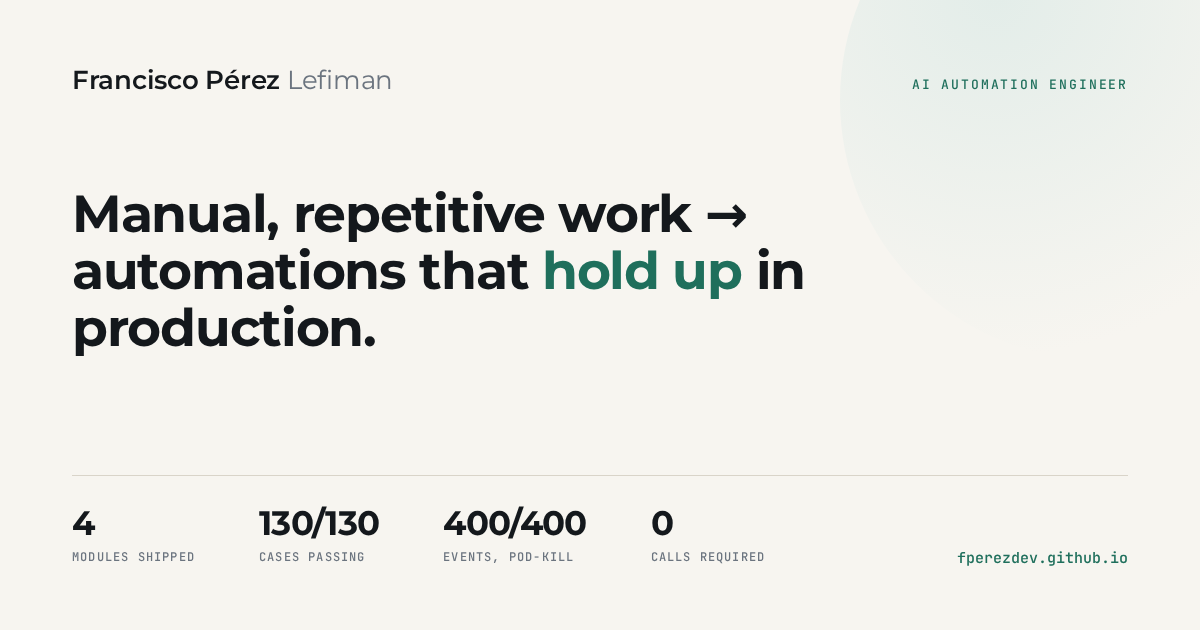 Francisco Pérez Lefiman
AI AUTOMATION ENGINEER
Manual, repetitive work →
automations that hold up in
production.
4
MODULES SHIPPED
130/130
CASES PASSING
400/400
EVENTS, POD-KILL
0
CALLS REQUIRED
fperezdev.github.io